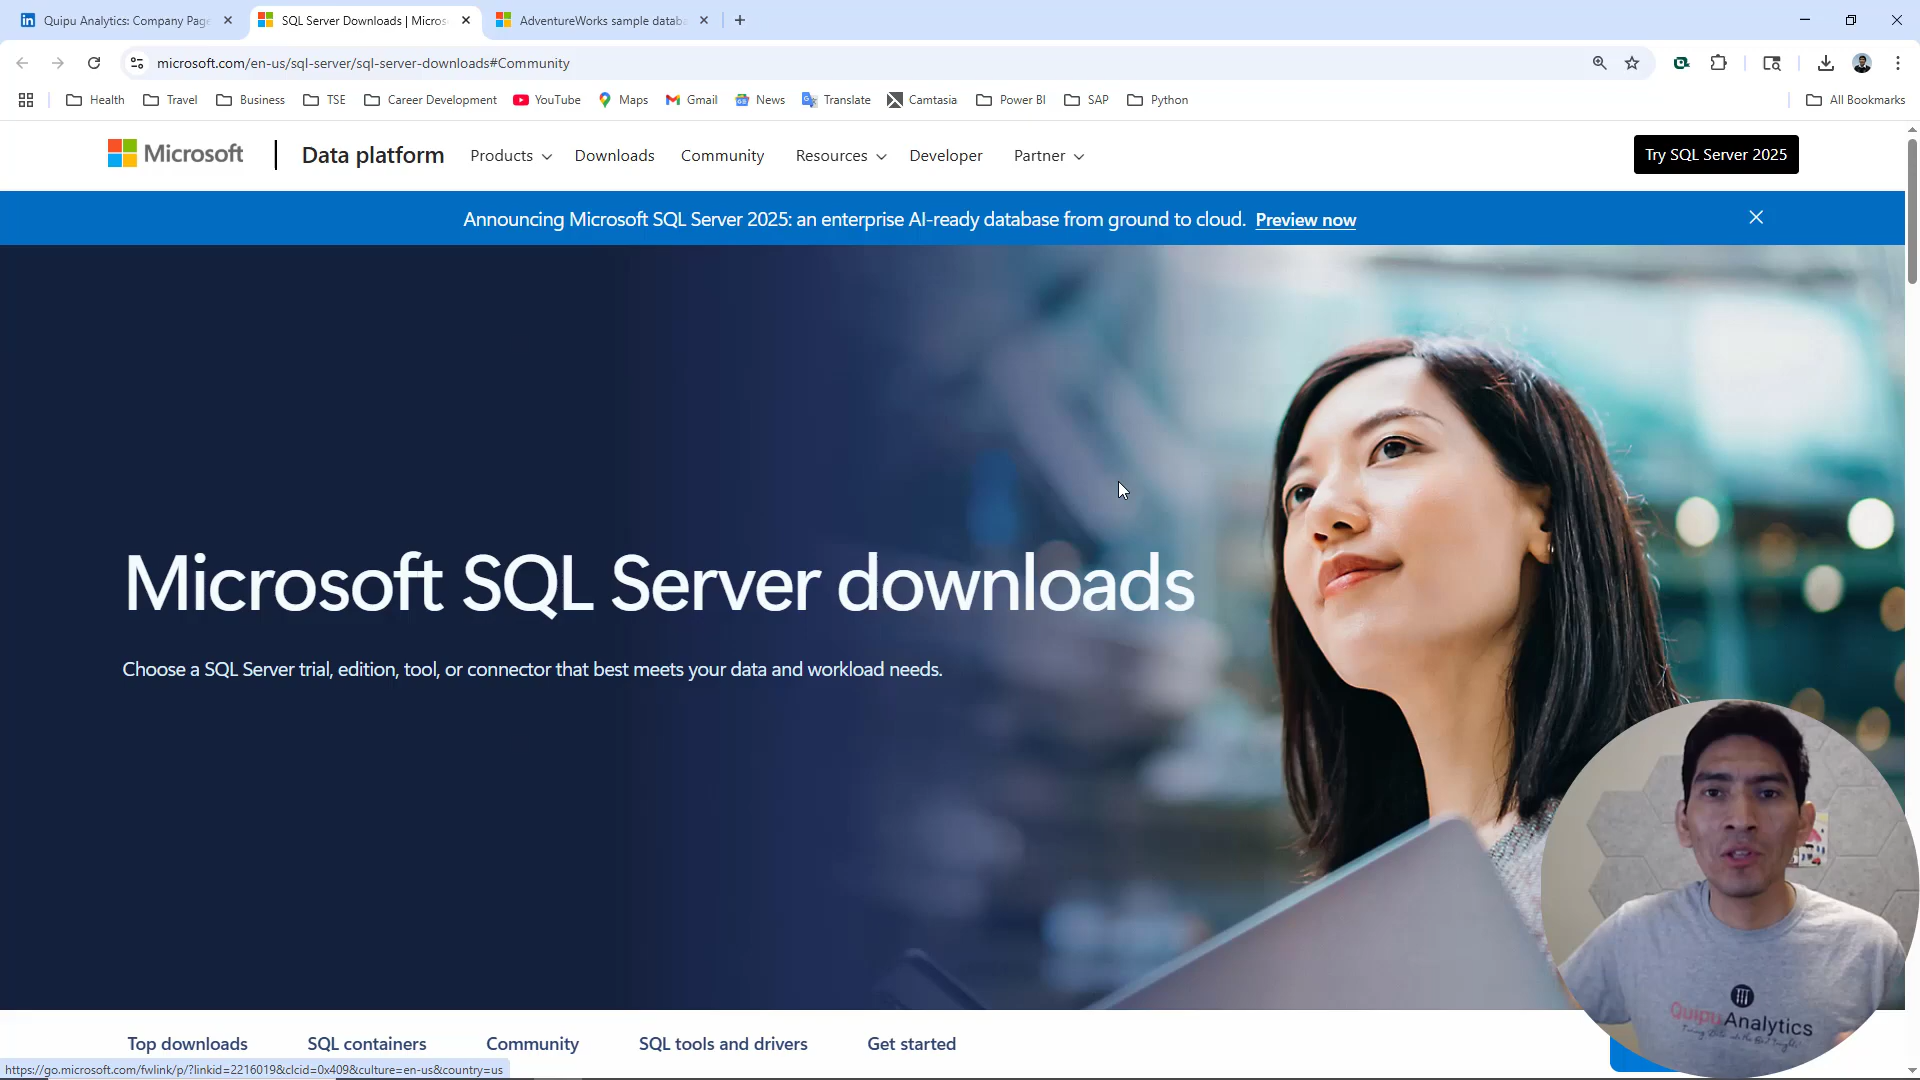 Quipu Analytics: Company Page
SQL Server Downloads | Micros
AdventureWorks sample databa
microsoft.com/en-us/sql-server/sql-server-downloads#Community
Health
Travel
Business
TSE
Career Development
YouTube
Maps
Gmail
News
Translate
Camtasia
Power BI
SAP
Python
All Bookmarks
Microsoft
Data platform
Products
Downloads
Community
Resources
Developer
Partner
Try SQL Server 2025
Announcing Microsoft SQL Server 2025: an enterprise AI-ready database from ground to cloud. Preview now
Microsoft SQL Server downloads
Choose a SQL Server trial, edition, tool, or connector that best meets your data and workload needs.
Quipu Analytics
Top downloads
SQL containers
Community
SQL tools and drivers
Get started
https://go.microsoft.com/fwlink/p/?linkid=2216019&clcid=0x409&culture=en-us&country=us